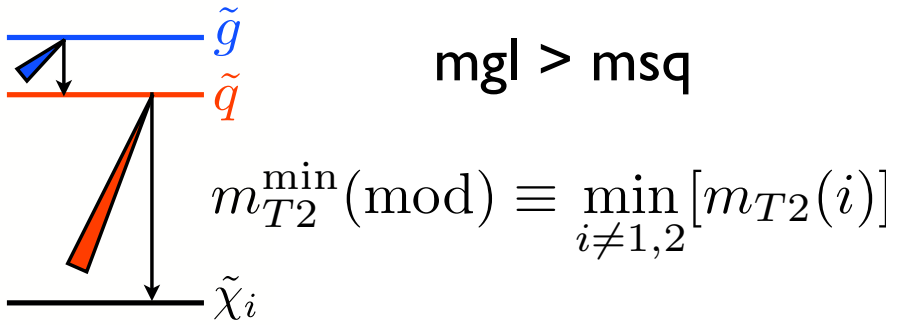 g̃
mgl > msq
q̃
m_{T2}^{min}(mod) ≡ min_{i≠1,2}[m_{T2}(i)]
χ̃_i